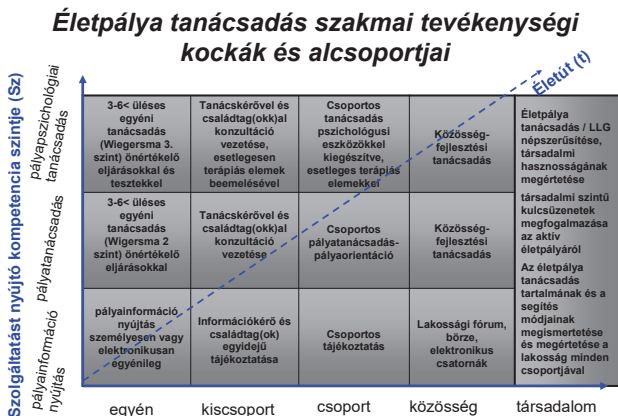 Életpálya tanácsadás szakmai tevékenységi
kockák és alcsoportjai
Szolgáltatást nyújtó kompetencia szintje (Sz)
Életút (t)
pályapszichológiai
tanácsadás
3-6< üléses
egyéni
tanácsadás
(Wiegersma 3.
szint) önértékelő
eljárásokkal és
tesztekkel
Tanácskérővel és
családtag(okk)al
konzultáció
vezetése,
esetlegesen
terápiás elemek
beemelésével
Csoportos
tanácsadás
pszichológusi
eszközökkel
kiegészítve,
esetleges terápiás
elemekkel
Közösség-
fejlesztési
tanácsadás
pályatanácsadás
3-6< üléses
egyéni
tanácsadás
(Wigersma 2
szint) önértékelő
eljárásokkal
Tanácskérővel és
családtag(okk)al
konzultáció
vezetése
Csoportos
pályatanácsadás-
pályaorientáció
Közösség-
fejlesztési
tanácsadás
pályainformáció
nyújtás
pályainformáció
nyújtás
személyesen vagy
elektronikusan
egyénileg
Információkérő és
családtag(ok)
egyidejű
tájékoztatása
Csoportos
tájékoztatás
Lakossági fórum,
börze,
elektronikus
csatornák
Életpálya
tanácsadás / LLG
népszerűsítése,
társadalmi
hasznosságának
megértetése
társadalmi szintű
kulcsüzenetek
megfogalmazása
az aktív
életpályáról
Az életpálya
tanácsadás
tartalmának és a
segítés
módjainak
megismertetése
és megértetése a
lakosság minden
csoportjával
egyén
kiscsoport
csoport
közösség
társadalom